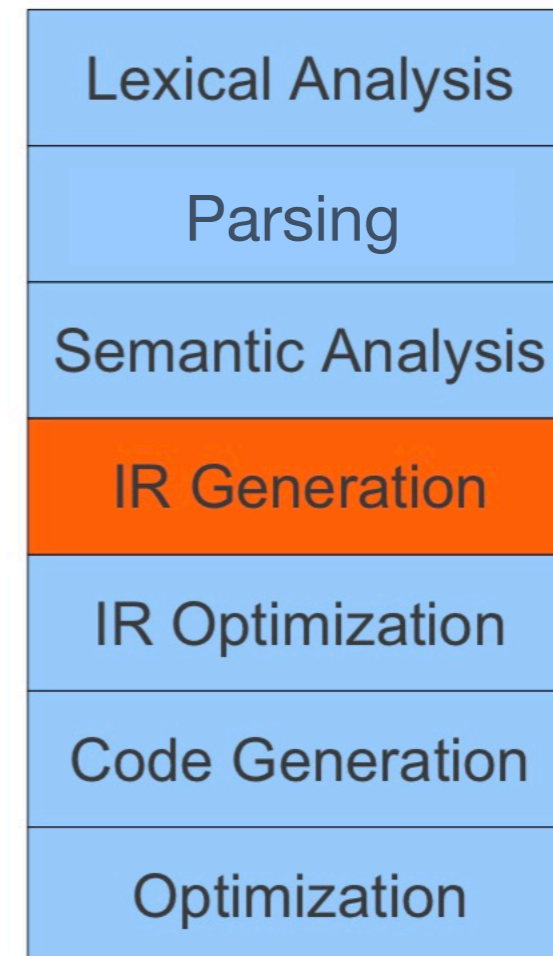 Lexical Analysis
Parsing
Semantic Analysis
IR Generation
IR Optimization
Code Generation
Optimization